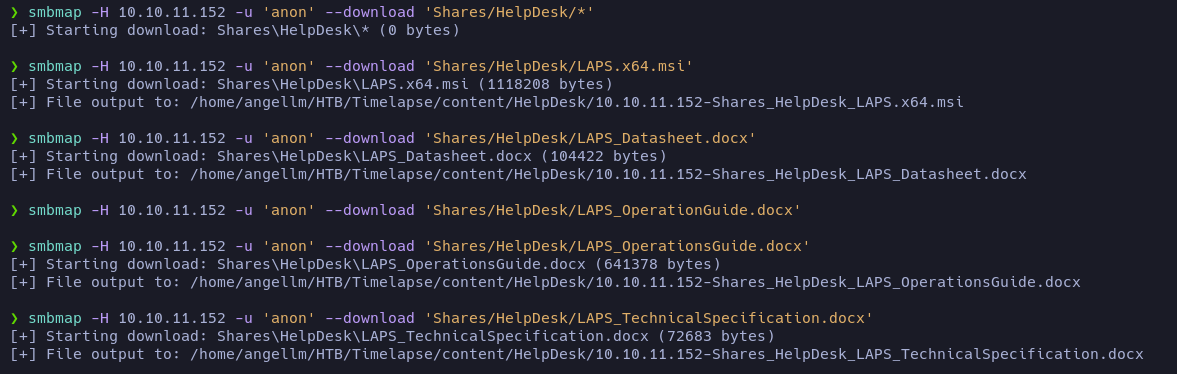 ❯ smbmap -H 10.10.11.152 -u 'anon' --download 'Shares/HelpDesk/*'
[+] Starting download: Shares\HelpDesk\* (0 bytes)
❯ smbmap -H 10.10.11.152 -u 'anon' --download 'Shares/HelpDesk/LAPS.x64.msi'
[+] Starting download: Shares\HelpDesk\LAPS.x64.msi (1118208 bytes)
[+] File output to: /home/angellm/HTB/Timelapse/content/HelpDesk/10.10.11.152-Shares_HelpDesk_LAPS.x64.msi
❯ smbmap -H 10.10.11.152 -u 'anon' --download 'Shares/HelpDesk/LAPS_Datasheet.docx'
[+] Starting download: Shares\HelpDesk\LAPS_Datasheet.docx (104422 bytes)
[+] File output to: /home/angellm/HTB/Timelapse/content/HelpDesk/10.10.11.152-Shares_HelpDesk_LAPS_Datasheet.docx
❯ smbmap -H 10.10.11.152 -u 'anon' --download 'Shares/HelpDesk/LAPS_OperationGuide.docx'
❯ smbmap -H 10.10.11.152 -u 'anon' --download 'Shares/HelpDesk/LAPS_OperationsGuide.docx'
[+] Starting download: Shares\HelpDesk\LAPS_OperationsGuide.docx (641378 bytes)
[+] File output to: /home/angellm/HTB/Timelapse/content/HelpDesk/10.10.11.152-Shares_HelpDesk_LAPS_OperationsGuide.docx
❯ smbmap -H 10.10.11.152 -u 'anon' --download 'Shares/HelpDesk/LAPS_TechnicalSpecification.docx'
[+] Starting download: Shares\HelpDesk\LAPS_TechnicalSpecification.docx (72683 bytes)
[+] File output to: /home/angellm/HTB/Timelapse/content/HelpDesk/10.10.11.152-Shares_HelpDesk_LAPS_TechnicalSpecification.docx